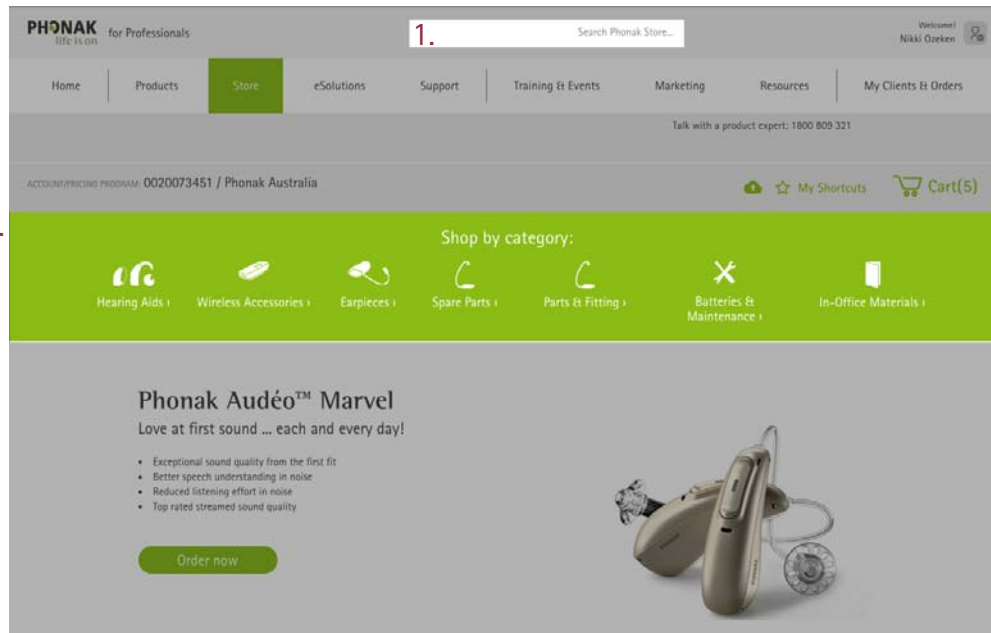 PHONAK
life is on
for Professionals
1.
Search Phonak Store...
Welcome!
Nikki Ozeken
Home
Products
Store
eSolutions
Support
Training & Events
Marketing
Resources
My Clients & Orders
Talk with a product expert: 1800 809 321
ACCOUNT/PRICING PROGRAM: 0020073451 / Phonak Australia
My Shortcuts
Cart(5)
Shop by category:
Hearing Aids ›
Wireless Accessories ›
Earpieces ›
Spare Parts ›
Parts & Fitting ›
Batteries &
Maintenance ›
In-Office Materials ›
Phonak Audéo™ Marvel
Love at first sound ... each and every day!
• Exceptional sound quality from the first fit
• Better speech understanding in noise
• Reduced listening effort in noise
• Top rated streamed sound quality
Order now